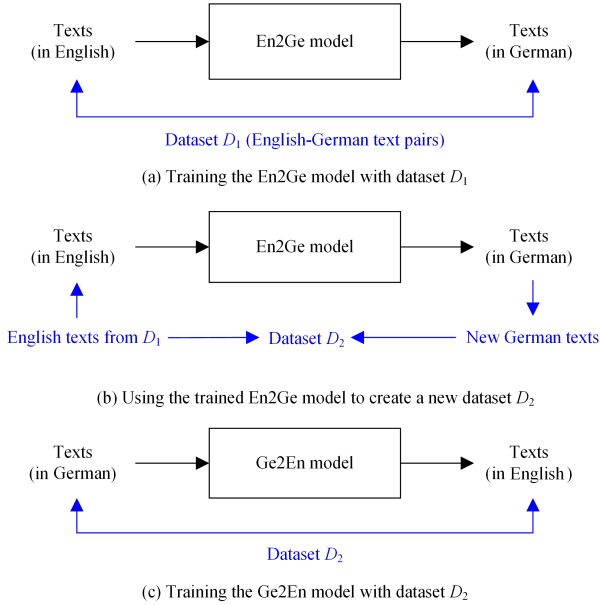 Texts
(in English)
En2Ge model
Texts
(in German)
Dataset D1 (English-German text pairs)
(a) Training the En2Ge model with dataset D1
Texts
(in English)
En2Ge model
Texts
(in German)
English texts from D1
Dataset D2
New German texts
(b) Using the trained En2Ge model to create a new dataset D2
Texts
(in German)
Ge2En model
Texts
(in English)
Dataset D2
(c) Training the Ge2En model with dataset D2